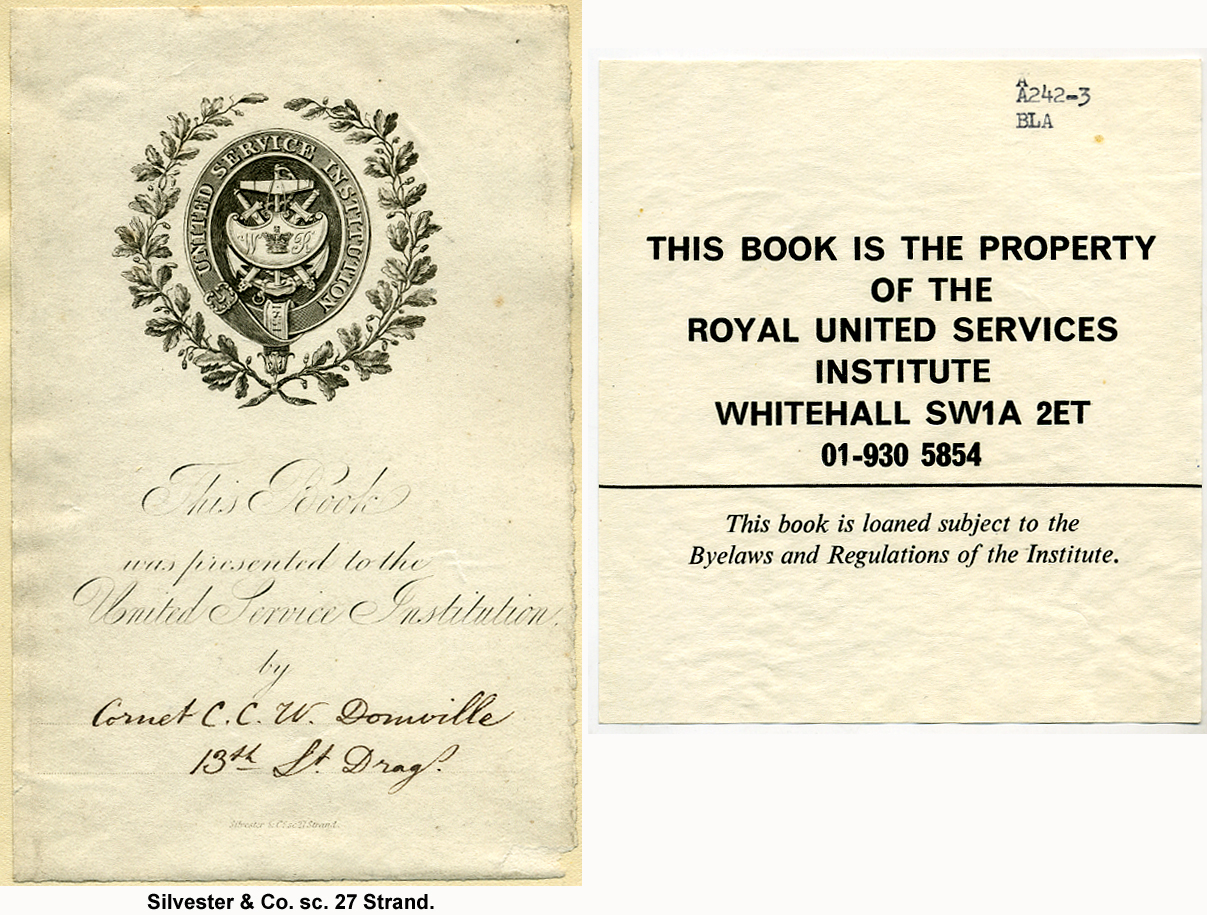 UNITED SERVICE INSTITUTION
W R
1831
This Book
was presented to the
United Service Institution.
by
Cornet C. C. W. Domville
13th Lt. Drags.
Silvester & Co. sc. 27 Strand.
Silvester & Co. sc. 27 Strand.
A
A242-3
BLA
THIS BOOK IS THE PROPERTY
OF THE
ROYAL UNITED SERVICES
INSTITUTE
WHITEHALL SW1A 2ET
01-930 5854
This book is loaned subject to the
Byelaws and Regulations of the Institute.